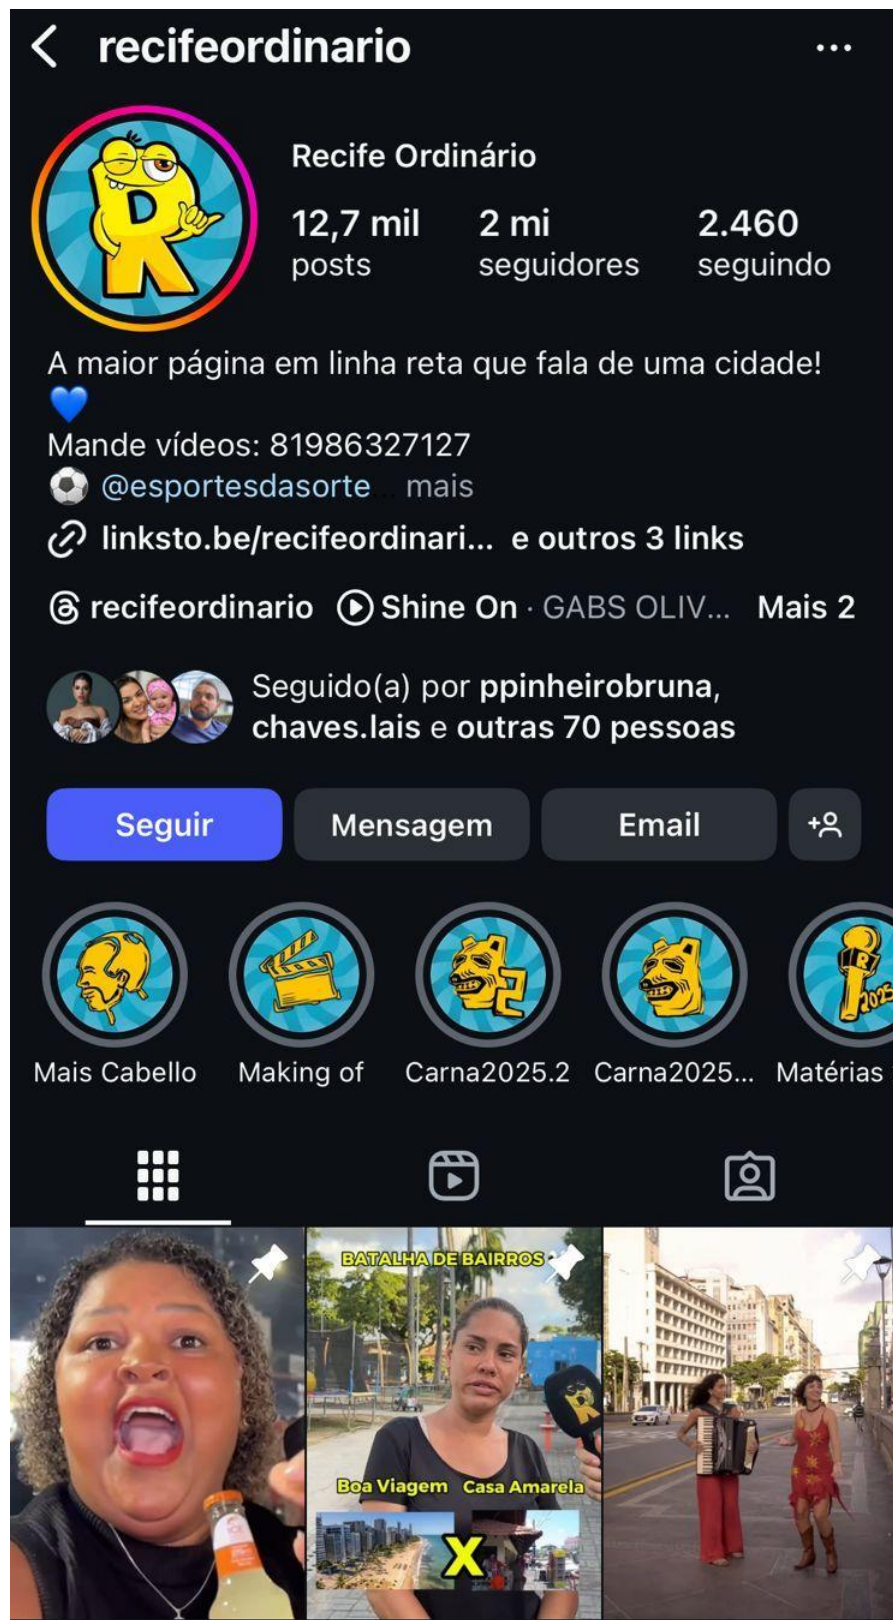 recifeordinario
Recife Ordinário
12,7 mil 2 mi 2.460
posts seguidores seguindo
A maior página em linha reta que fala de uma cidade!
💙
Mande vídeos: 81986327127
⚽ @esportesdasorte... mais
linksto.be/recifeordinari... e outros 3 links
recifeordinario Shine On · GABS OLIV... Mais 2
Seguido(a) por ppinheirobruna,
chaves.lais e outras 70 pessoas
Seguir Mensagem Email
R 2025
Mais Cabello Making of Carna2025.2 Carna2025... Matérias
BATALHA DE BAIRROS
R
Boa Viagem Casa Amarela
X